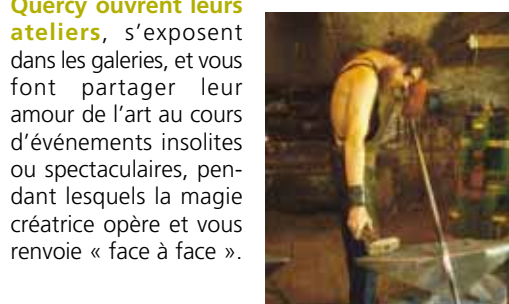 Quercy ouvrent leurs
ateliers, s’exposent
dans les galeries, et vous
font partager leur
amour de l’art au cours
d’événements insolites
ou spectaculaires, pen-
dant lesquels la magie
créatrice opère et vous
renvoie « face à face ».